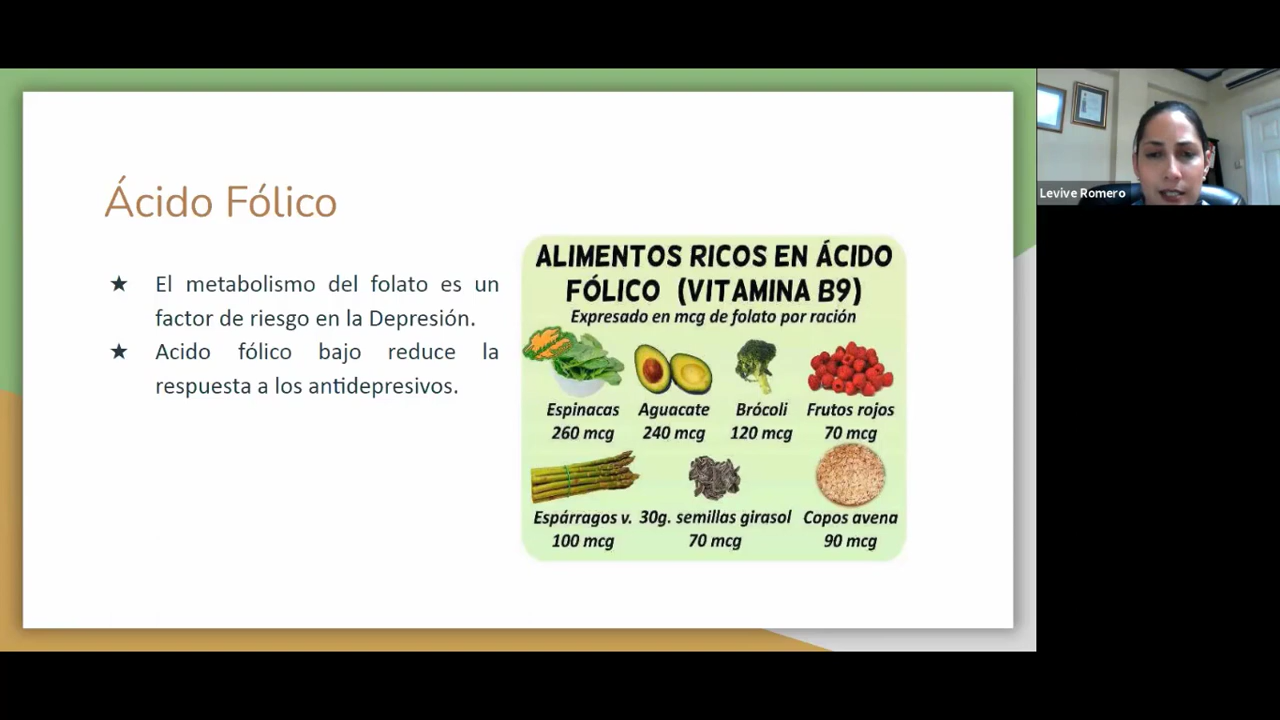 Ácido Fólico
★ El metabolismo del folato es un
factor de riesgo en la Depresión.
★ Acido fólico bajo reduce la
respuesta a los antidepresivos.
ALIMENTOS RICOS EN ÁCIDO
FÓLICO (VITAMINA B9)
Expresado en mcg de folato por ración
Espinacas Aguacate Brócoli Frutos rojos
260 mcg 240 mcg 120 mcg 70 mcg
Espárragos v. 30g. semillas girasol Copos avena
100 mcg 70 mcg 90 mcg
Levive Romero